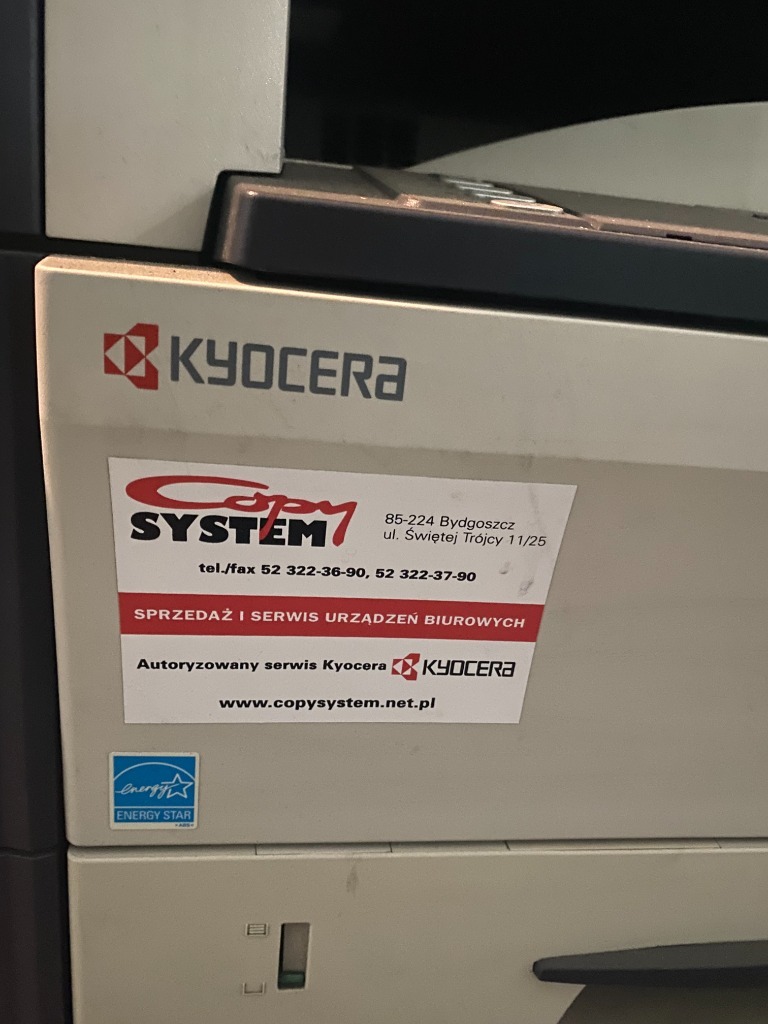 KYOCERA
Copy
SYSTEM
85-224 Bydgoszcz
ul. Świętej Trójcy 11/25
tel./fax 52 322-36-90, 52 322-37-90
SPRZEDAŻ I SERWIS URZĄDZEŃ BIUROWYCH
Autoryzowany serwis Kyocera KYOCERA
www.copysystem.net.pl
energy
ENERGY STAR